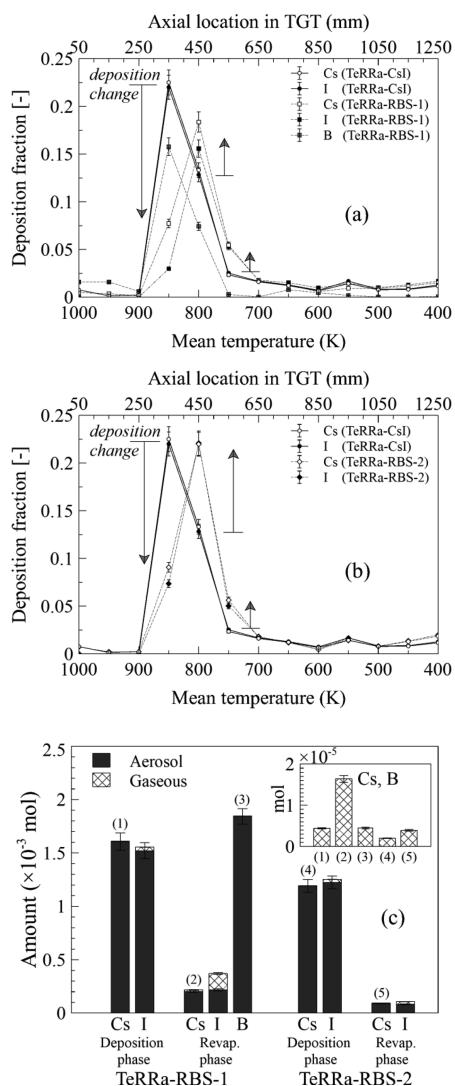 Axial location in TGT (mm)
50 250 450 650 850 1050 1250
0.25
0.2
0.15
0.1
0.05
0
Deposition fraction [-]
deposition
change
Cs (TeRRa-CsI)
I (TeRRa-CsI)
Cs (TeRRa-RBS-1)
I (TeRRa-RBS-1)
B (TeRRa-RBS-1)
(a)
1000 900 800 700 600 500 400
Mean temperature (K)
Axial location in TGT (mm)
50 250 450 650 850 1050 1250
0.25
0.2
0.15
0.1
0.05
0
Deposition fraction [-]
deposition
change
Cs (TeRRa-CsI)
I (TeRRa-CsI)
Cs (TeRRa-RBS-2)
I (TeRRa-RBS-2)
(b)
1000 900 800 700 600 500 400
Mean temperature (K)
2.5
2
1.5
1
0.5
0
Amount (×10⁻³ mol)
Aerosol
Gaseous
(1)
(2)
(3)
(4)
(5)
×10⁻⁵
2
1
0
mol
Cs, B
(1) (2) (3) (4) (5)
(c)
Cs I Cs I B Cs I Cs I
Deposition Revap. Deposition Revap.
phase phase phase phase
TeRRa-RBS-1 TeRRa-RBS-2